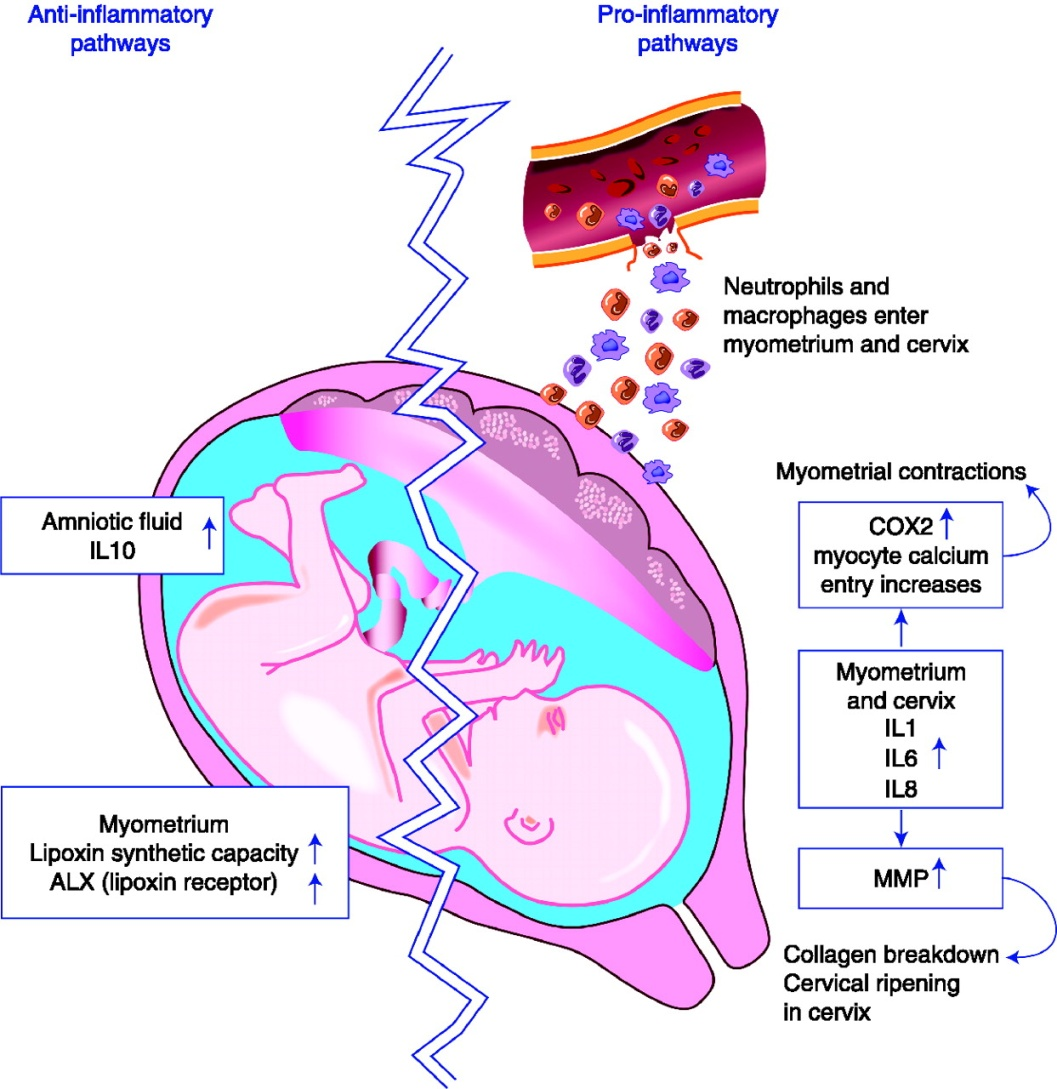 Anti-inflammatory
pathways
Pro-inflammatory
pathways
Neutrophils and
macrophages enter
myometrium and cervix
Amniotic fluid
IL10
Myometrium
Lipoxin synthetic capacity
ALX (lipoxin receptor)
Myometrial contractions
COX2
myocyte calcium
entry increases
Myometrium
and cervix
IL1
IL6
IL8
MMP
Collagen breakdown
Cervical ripening
in cervix